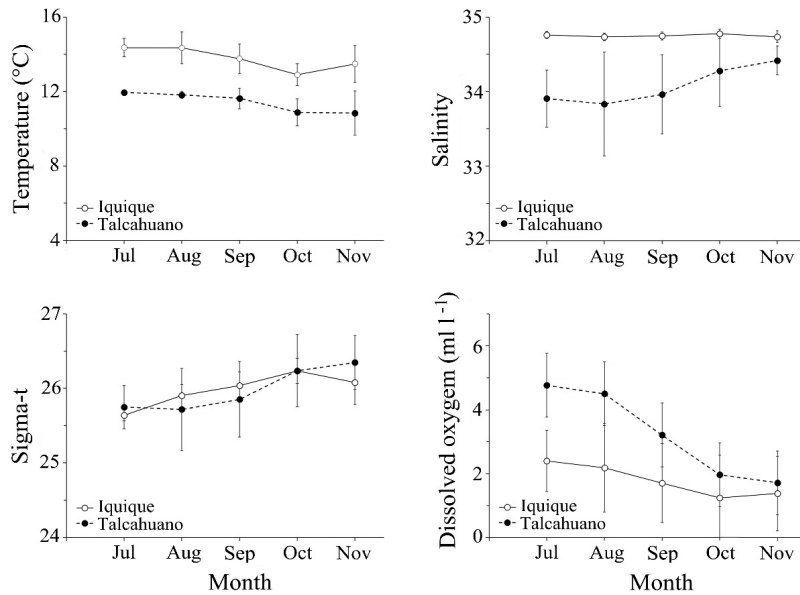 Temperature (°C)
16
12
8
4
Iquique
Talcahuano
Jul Aug Sep Oct Nov
Salinity
35
34
33
32
Iquique
Talcahuano
Jul Aug Sep Oct Nov
Sigma-t
27
26
25
24
Iquique
Talcahuano
Jul Aug Sep Oct Nov
Month
Dissolved oxygem (ml l⁻¹)
6
4
2
0
Iquique
Talcahuano
Jul Aug Sep Oct Nov
Month